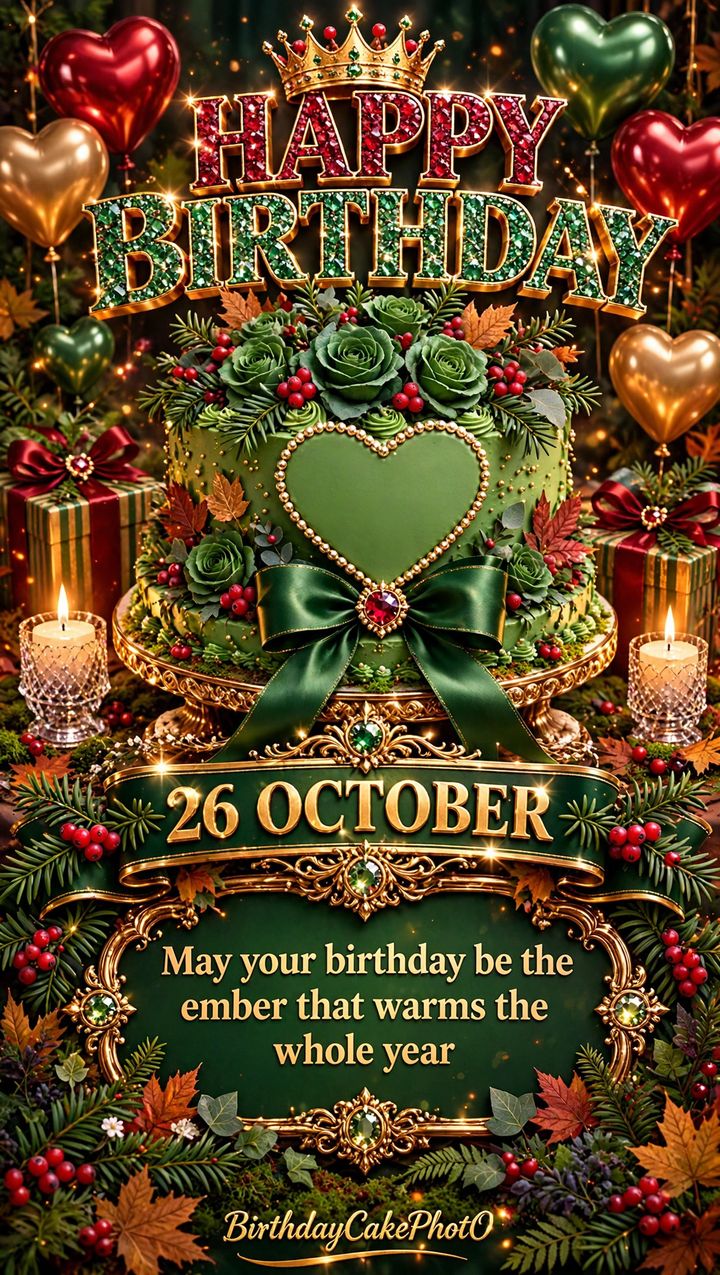 HAPPY
BIRTHDAY
26 OCTOBER
May your birthday be the
ember that warms the
whole year
BirthdayCakePhotO